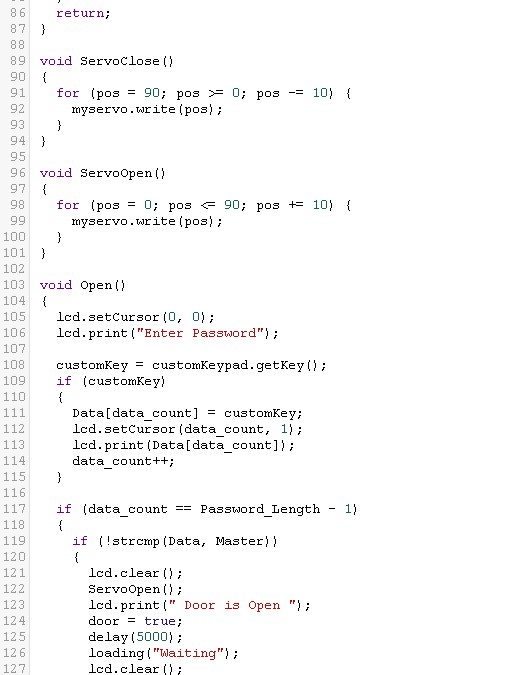 86 return;
87 }
88
89 void ServoClose()
90 {
91 for (pos = 90; pos >= 0; pos -= 10) {
92 myservo.write(pos);
93 }
94 }
95
96 void ServoOpen()
97 {
98 for (pos = 0; pos <= 90; pos += 10) {
99 myservo.write(pos);
100 }
101 }
102
103 void Open()
104 {
105 lcd.setCursor(0, 0);
106 lcd.print("Enter Password");
107
108 customKey = customKeypad.getKey();
109 if (customKey)
110 {
111 Data[data_count] = customKey;
112 lcd.setCursor(data_count, 1);
113 lcd.print(Data[data_count]);
114 data_count++;
115 }
116
117 if (data_count == Password_Length - 1)
118 {
119 if (!strcmp(Data, Master))
120 {
121 lcd.clear();
122 ServoOpen();
123 lcd.print(" Door is Open ");
124 door = true;
125 delay(5000);
126 loading("Waiting");
127 lcd.clear();